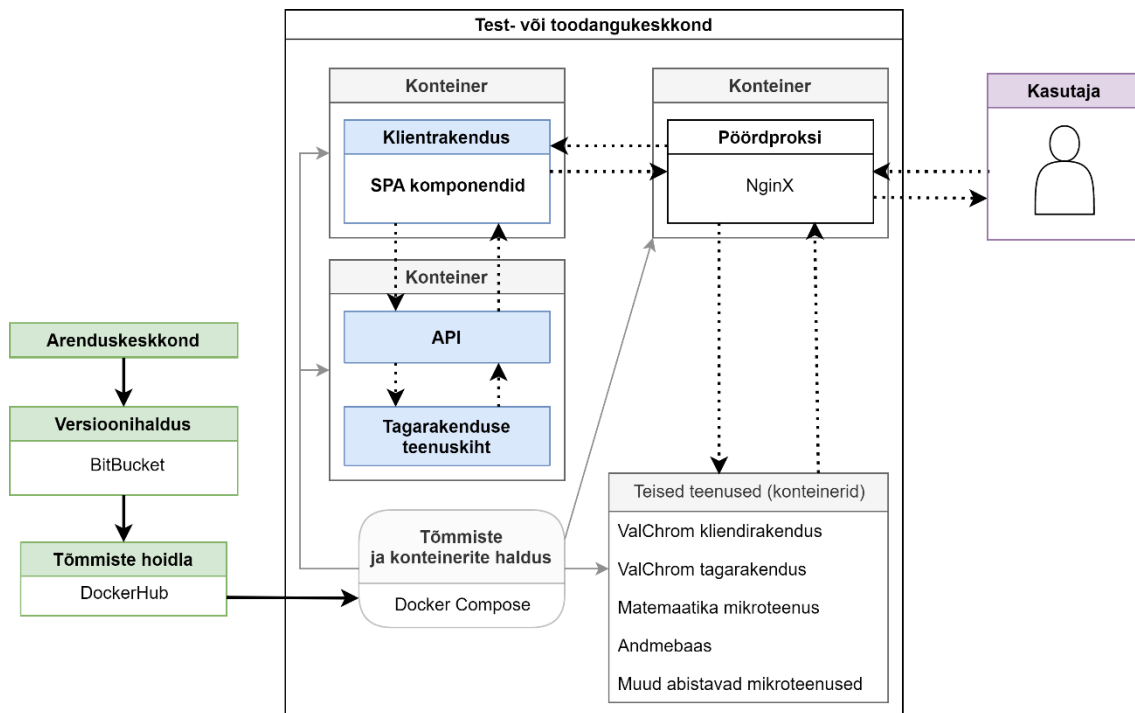 Test- või toodangukeskkond
Konteiner
Klientrakendus
SPA komponendid
Konteiner
Pöördproksi
NginX
Kasutaja
Konteiner
API
Tagarakenduse
teenuskiht
Arenduskeskkond
Versioonihaldus
BitBucket
Tõmmiste hoidla
DockerHub
Tõmmiste
ja konteinerite haldus
Docker Compose
Teised teenused (konteinerid)
ValChrom kliendirakendus
ValChrom tagarakendus
Matemaatika mikroteenus
Andmebaas
Muud abistavad mikroteenused